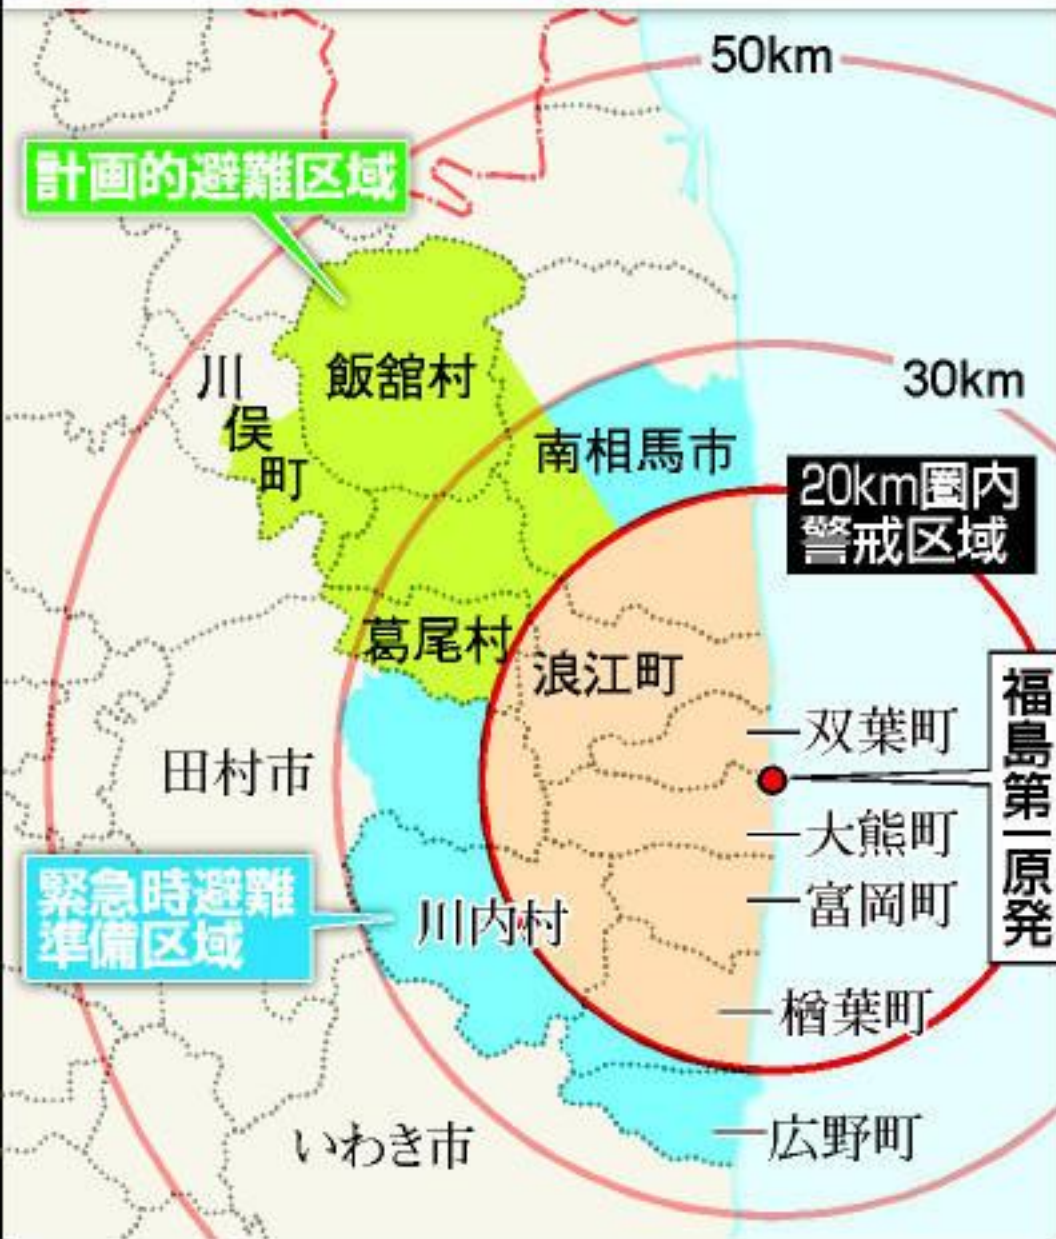 50km
計画的避難区域
30km
川俣町
飯舘村
南相馬市
20km圏内
警戒区域
葛尾村
浪江町
福島第一原発
双葉町
田村市
大熊町
緊急時避難
準備区域
川内村
富岡町
楢葉町
いわき市
広野町